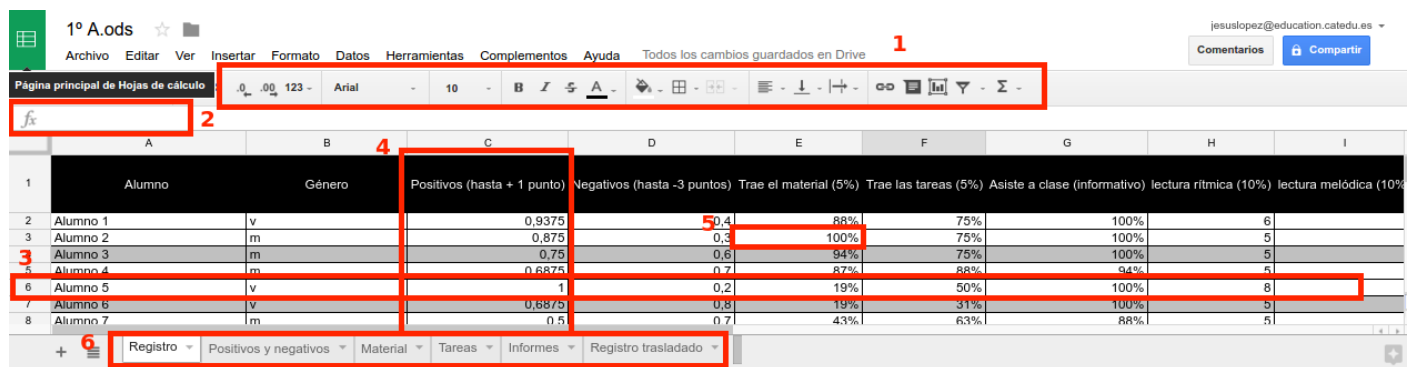 1º A.ods
jesuslopez@education.catedu.es
Archivo Editar Ver Insertar Formato Datos Herramientas Complementos Ayuda Todos los cambios guardados en Drive 1 Comentarios Compartir
Página principal de Hojas de cálculo .0 .00 123 Arial 10 B I S A Σ
fx 2
4
A B C D E F G H I
1 Alumno Género Positivos (hasta + 1 punto) Negativos (hasta -3 puntos) Trae el material (5%) Trae las tareas (5%) Asiste a clase (informativo) lectura rítmica (10%) lectura melódica (10%
2 Alumno 1 v 0,9375 0,4 88% 75% 100% 6
5
3 Alumno 2 m 0,875 0,3 100% 75% 100% 5
3
Alumno 3 m 0,75 0,6 94% 75% 100% 5
5 Alumno 4 m 0,6875 0,7 87% 88% 94% 5
6 Alumno 5 v 1 0,2 19% 50% 100% 8
7 Alumno 6 v 0,6875 0,8 19% 31% 100% 5
8 Alumno 7 m 0,5 0,7 43% 63% 88% 5
6
+ Registro Positivos y negativos Material Tareas Informes Registro trasladado